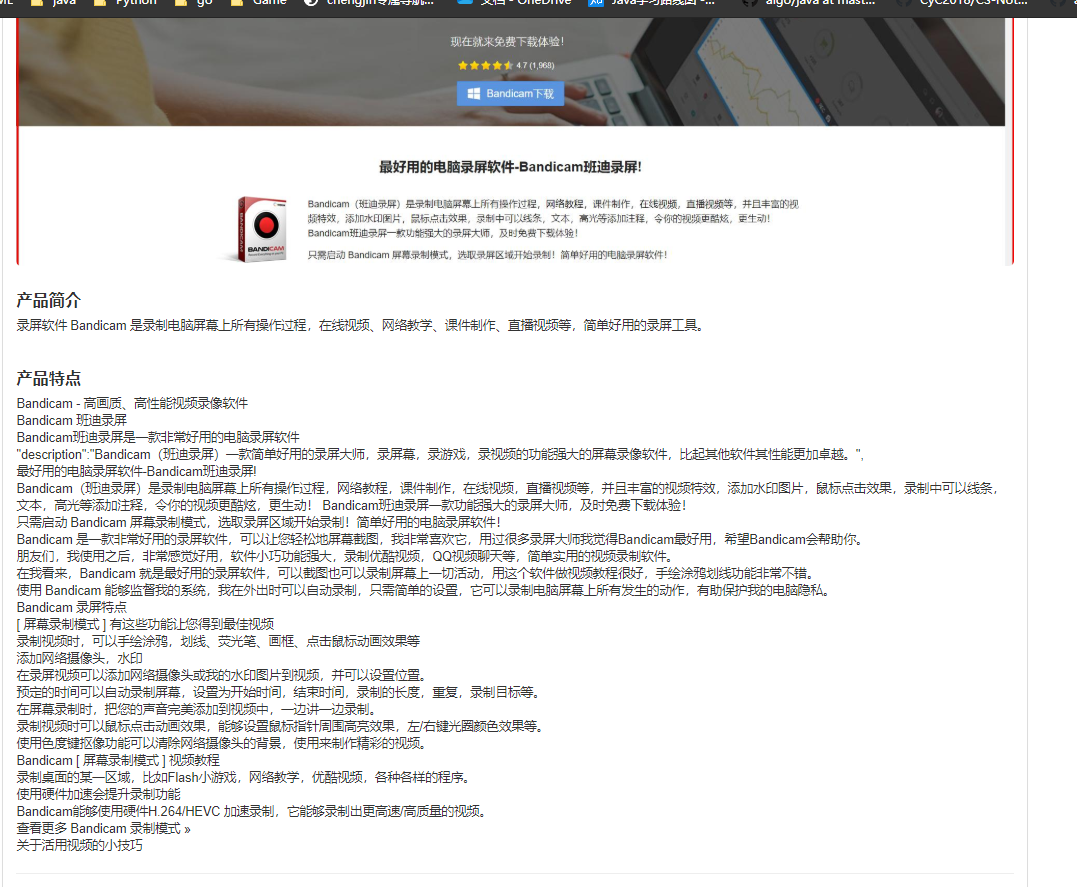 java
Python
go
Game
chengjin专属导航...
文档 - OneDrive
Java学习路线图 -...
algo/java at mast...
CyC2018/CS-Not...
现在就来免费下载体验！
4.7 (1,968)
Bandicam下载
最好用的电脑录屏软件-Bandicam班迪录屏!
Bandicam（班迪录屏）是录制电脑屏幕上所有操作过程，网络教程，课件制作，在线视频，直播视频等，并且丰富的视
频特效，添加水印图片，鼠标点击效果，录制中可以线条，文本，高光等添加注释，令你的视频更酷炫，更生动！
Bandicam班迪录屏一款功能强大的录屏大师，及时免费下载体验！
BANDICAM
只需启动 Bandicam 屏幕录制模式，选取录屏区域开始录制！简单好用的电脑录屏软件！
产品简介
录屏软件 Bandicam 是录制电脑屏幕上所有操作过程，在线视频、网络教学、课件制作、直播视频等，简单好用的录屏工具。
产品特点
Bandicam - 高画质、高性能视频录像软件
Bandicam 班迪录屏
Bandicam班迪录屏是一款非常好用的电脑录屏软件
"description":"Bandicam（班迪录屏）一款简单好用的录屏大师，录屏幕，录游戏，录视频的功能强大的屏幕录像软件，比起其他软件其性能更加卓越。",
最好用的电脑录屏软件-Bandicam班迪录屏!
Bandicam（班迪录屏）是录制电脑屏幕上所有操作过程，网络教程，课件制作，在线视频，直播视频等，并且丰富的视频特效，添加水印图片，鼠标点击效果，录制中可以线条，
文本，高光等添加注释，令你的视频更酷炫，更生动！ Bandicam班迪录屏一款功能强大的录屏大师，及时免费下载体验！
只需启动 Bandicam 屏幕录制模式，选取录屏区域开始录制！简单好用的电脑录屏软件！
Bandicam 是一款非常好用的录屏软件，可以让您轻松地屏幕截图，我非常喜欢它，用过很多录屏大师我觉得Bandicam最好用，希望Bandicam会帮助你。
朋友们，我使用之后，非常感觉好用，软件小巧功能强大，录制优酷视频，QQ视频聊天等，简单实用的视频录制软件。
在我看来，Bandicam 就是最好用的录屏软件，可以截图也可以录制屏幕上一切活动，用这个软件做视频教程很好，手绘涂鸦划线功能非常不错。
使用 Bandicam 能够监督我的系统，我在外出时可以自动录制，只需简单的设置，它可以录制电脑屏幕上所有发生的动作，有助保护我的电脑隐私。
Bandicam 录屏特点
[ 屏幕录制模式 ] 有这些功能让您得到最佳视频
录制视频时，可以手绘涂鸦，划线、荧光笔、画框、点击鼠标动画效果等
添加网络摄像头，水印
在录屏视频可以添加网络摄像头或我的水印图片到视频，并可以设置位置。
预定的时间可以自动录制屏幕，设置为开始时间，结束时间，录制的长度，重复，录制目标等。
在屏幕录制时，把您的声音完美添加到视频中，一边讲一边录制。
录制视频时可以鼠标点击动画效果，能够设置鼠标指针周围高亮效果，左/右键光圈颜色效果等。
使用色度键抠像功能可以清除网络摄像头的背景，使用来制作精彩的视频。
Bandicam [ 屏幕录制模式 ] 视频教程
录制桌面的某一区域，比如Flash小游戏，网络教学，优酷视频，各种各样的程序。
使用硬件加速会提升录制功能
Bandicam能够使用硬件H.264/HEVC 加速录制，它能够录制出更高速/高质量的视频。
查看更多 Bandicam 录制模式 »
关于活用视频的小技巧